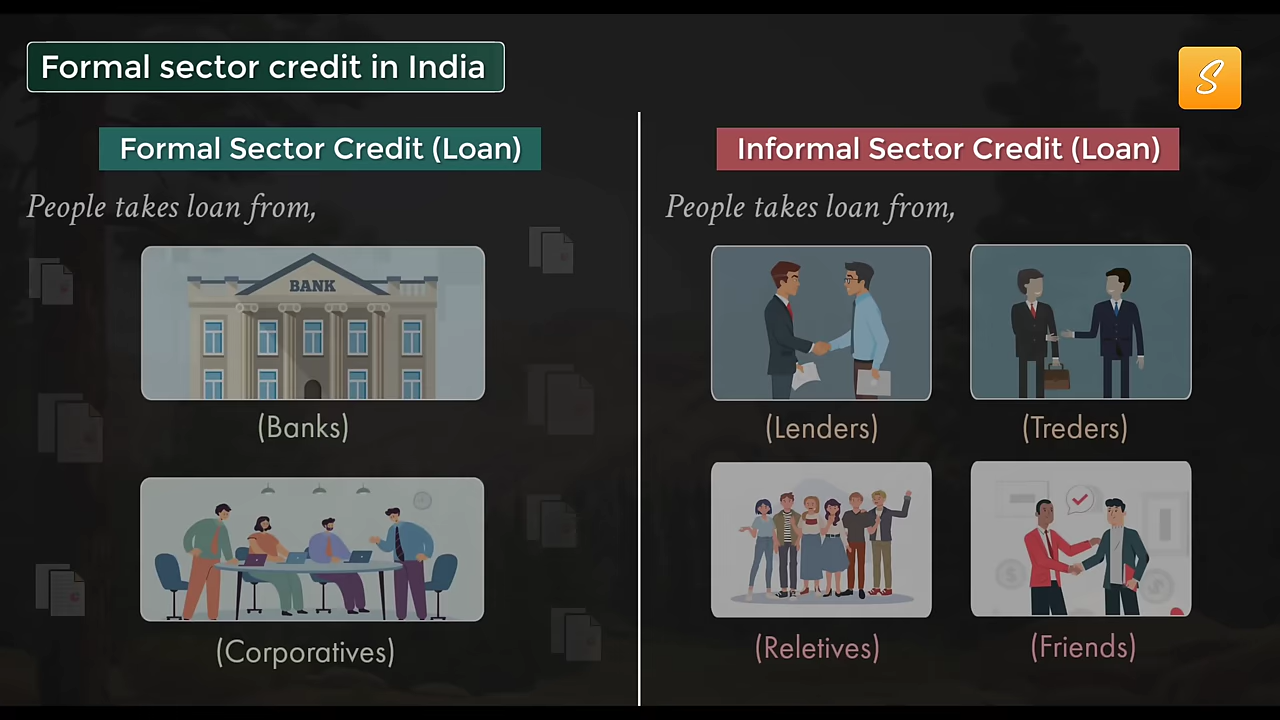 Formal sector credit in India
S
Formal Sector Credit (Loan)
People takes loan from,
BANK
(Banks)
(Corporatives)
Informal Sector Credit (Loan)
People takes loan from,
(Lenders)
(Treders)
(Reletives)
(Friends)